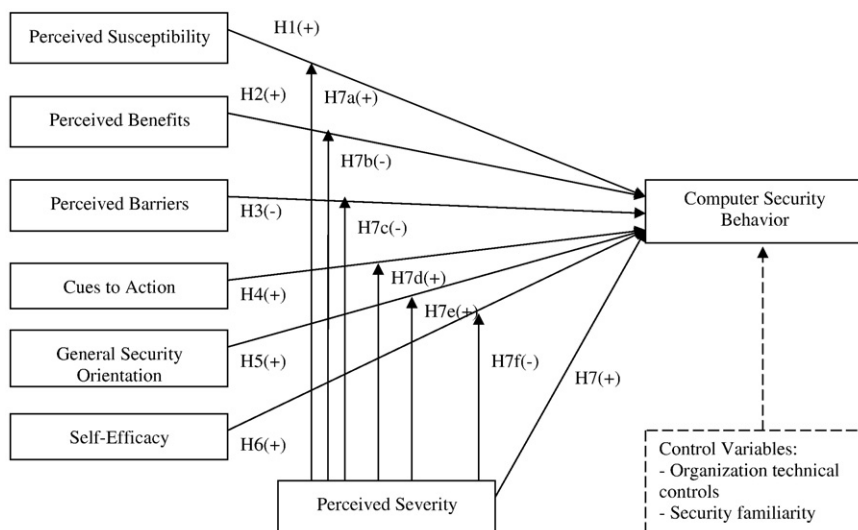 Perceived Susceptibility
H1(+)
H7a(+)
H2(+)
Perceived Benefits
H7b(-)
Perceived Barriers
H3(-)
H7c(-)
Computer Security
Behavior
Cues to Action
H4(+)
H7d(+)
H7e(+)
General Security
Orientation
H5(+)
H7f(-)
H7(+)
Self-Efficacy
H6(+)
Perceived Severity
Control Variables:
- Organization technical
controls
- Security familiarity